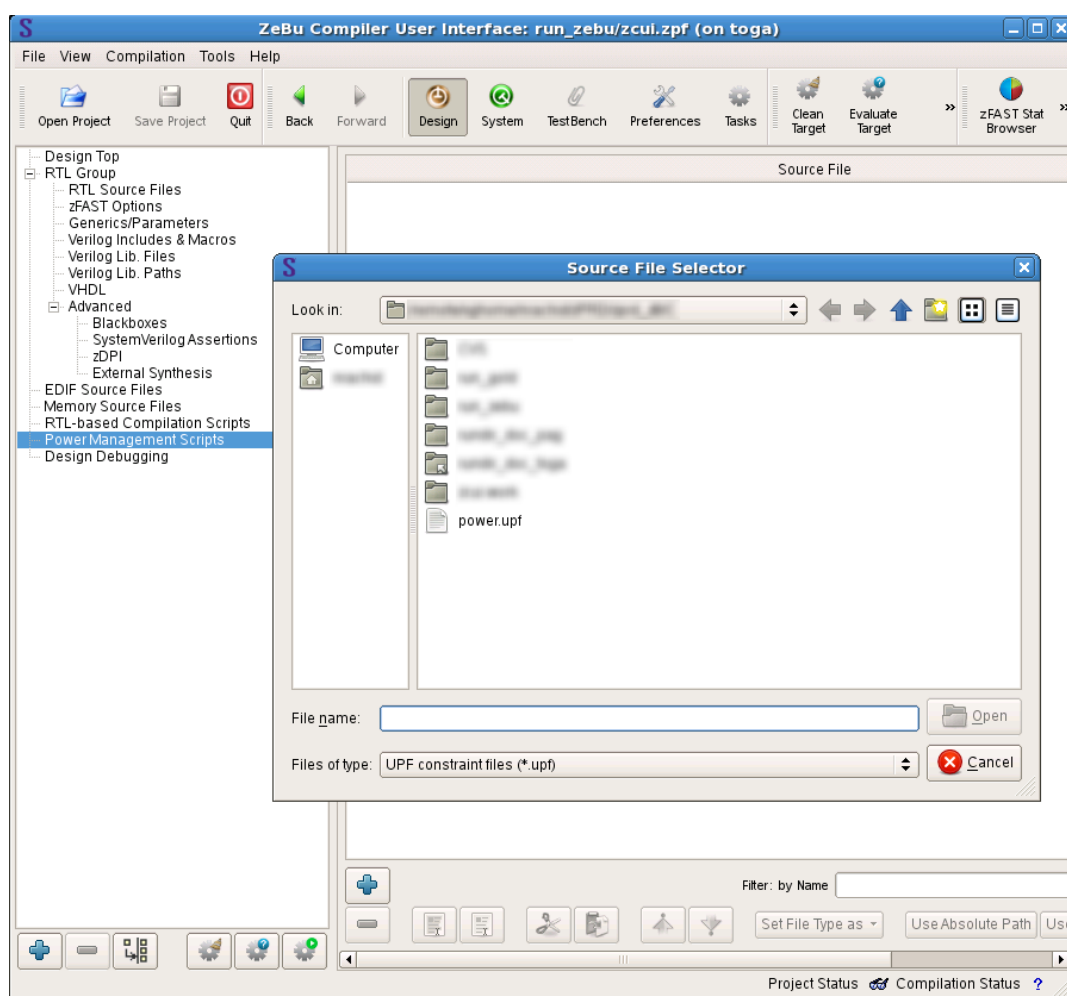 S ZeBu Compiler User Interface: run_zebu/zcui.zpf (on toga)
File View Compilation Tools Help
Open Project Save Project Quit Back Forward Design System TestBench Preferences Tasks Clean Target Evaluate Target » zFAST Stat Browser »
Design Top
RTL Group
RTL Source Files
zFAST Options
Generics/Parameters
Verilog Includes & Macros
Verilog Lib. Files
Verilog Lib. Paths
VHDL
Advanced
Blackboxes
SystemVerilog Assertions
zDPI
External Synthesis
EDIF Source Files
Memory Source Files
RTL-based Compilation Scripts
Power Management Scripts
Design Debugging
Source File
S Source File Selector
Look in:
Computer
power.upf
File name:
Open
Files of type: UPF constraint files (*.upf)
Cancel
Filter: by Name
Set File Type as
Use Absolute Path
Project Status Compilation Status ?